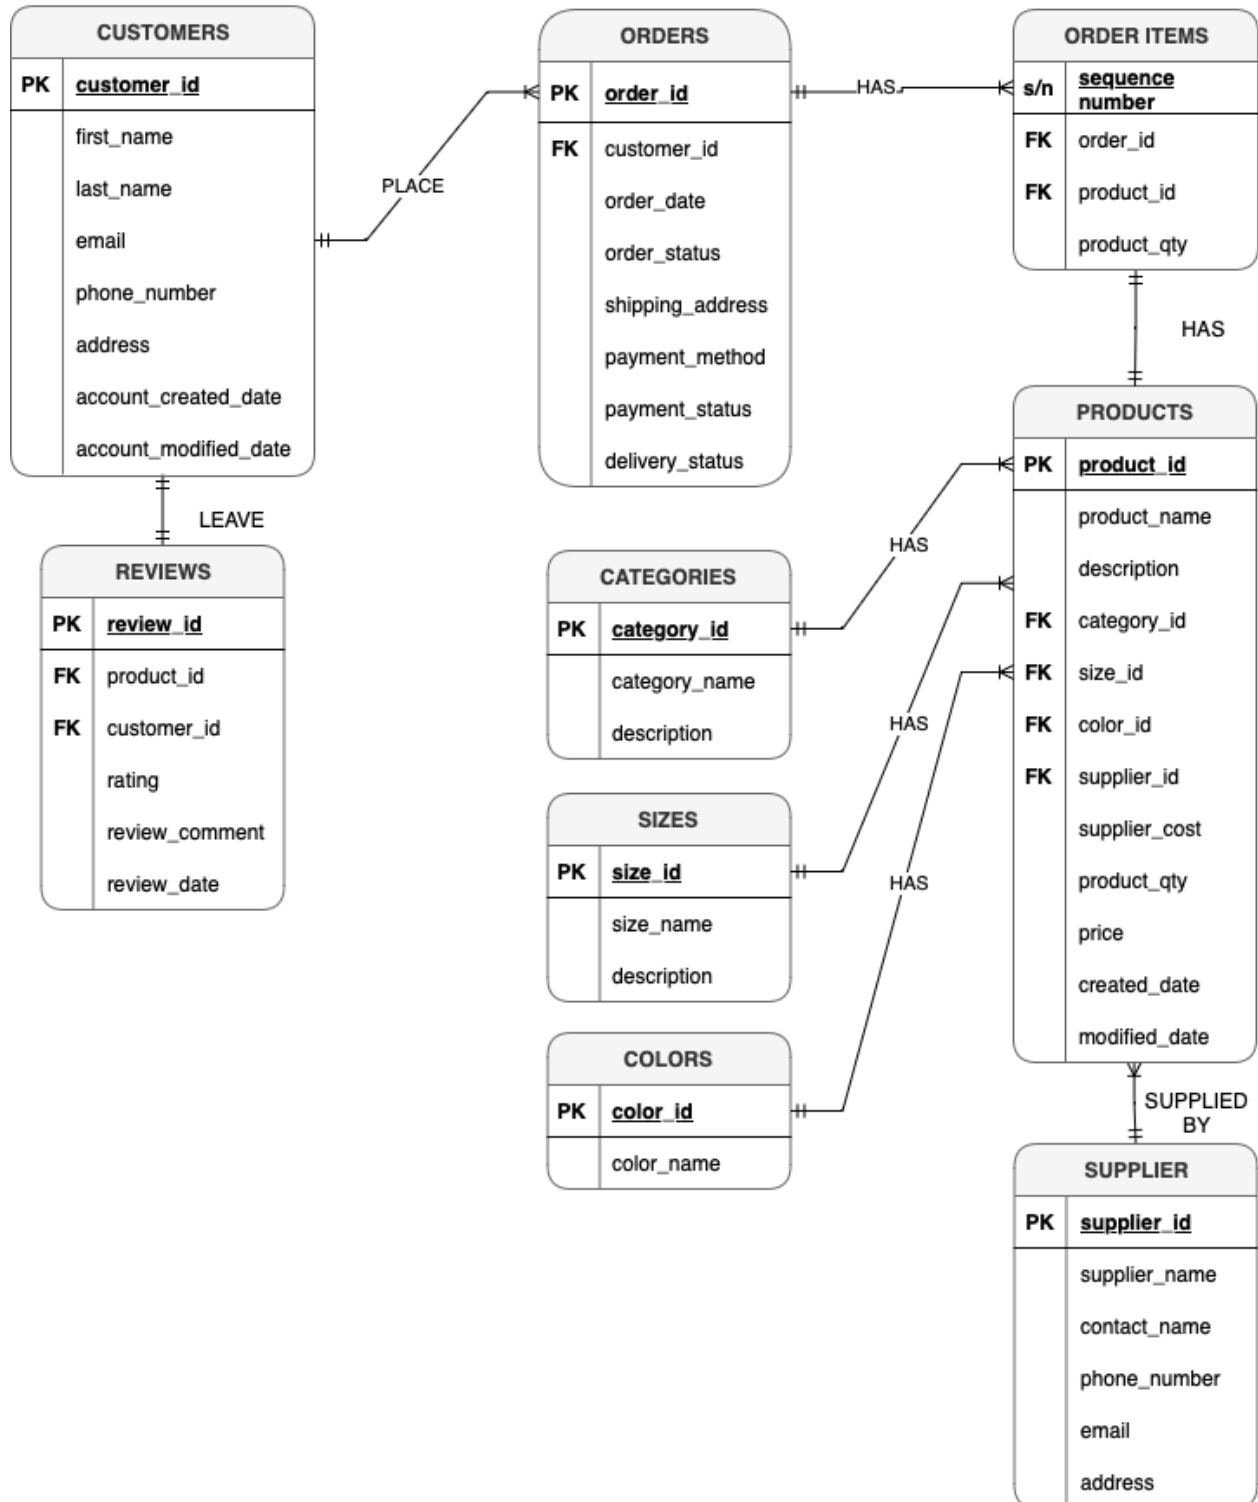 CUSTOMERS
PK customer_id
first_name
last_name
email
phone_number
address
account_created_date
account_modified_date
PLACE
ORDERS
PK order_id
FK customer_id
order_date
order_status
shipping_address
payment_method
payment_status
delivery_status
HAS
ORDER ITEMS
s/n sequence
number
FK order_id
FK product_id
product_qty
HAS
LEAVE
REVIEWS
PK review_id
FK product_id
FK customer_id
rating
review_comment
review_date
CATEGORIES
PK category_id
category_name
description
HAS
SIZES
PK size_id
size_name
description
HAS
COLORS
PK color_id
color_name
HAS
PRODUCTS
PK product_id
product_name
description
FK category_id
FK size_id
FK color_id
FK supplier_id
supplier_cost
product_qty
price
created_date
modified_date
SUPPLIED
BY
SUPPLIER
PK supplier_id
supplier_name
contact_name
phone_number
email
address